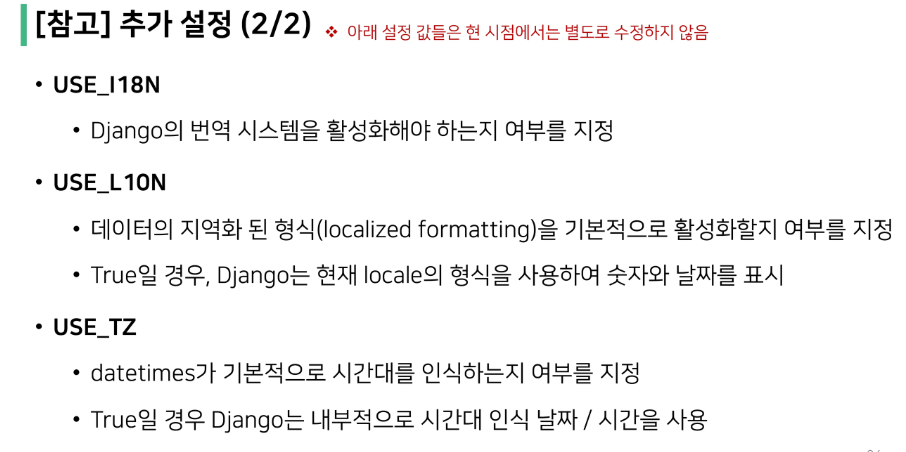 [참고] 추가 설정 (2/2) ❖ 아래 설정 값들은 현 시점에서는 별도로 수정하지 않음
• USE_I18N
• Django의 번역 시스템을 활성화해야 하는지 여부를 지정
• USE_L10N
• 데이터의 지역화 된 형식(localized formatting)을 기본적으로 활성화할지 여부를 지정
• True일 경우, Django는 현재 locale의 형식을 사용하여 숫자와 날짜를 표시
• USE_TZ
• datetimes가 기본적으로 시간대를 인식하는지 여부를 지정
• True일 경우 Django는 내부적으로 시간대 인식 날짜 / 시간을 사용